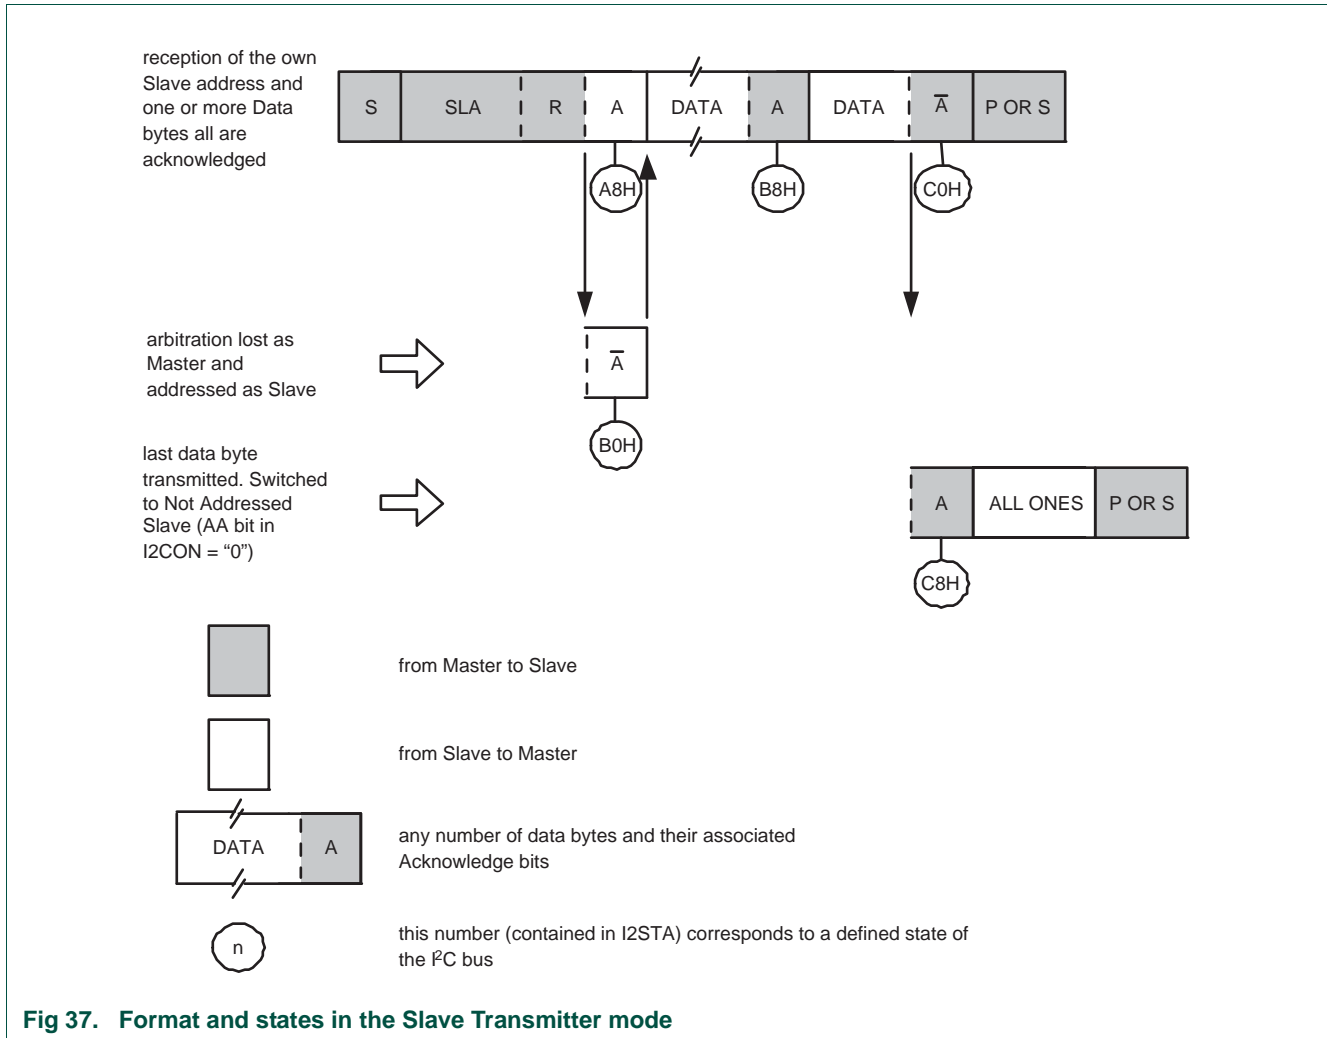 reception of the own
Slave address and
one or more Data
bytes all are
acknowledged
S SLA R A DATA A DATA A̅ P OR S
A8H B8H C0H
arbitration lost as
Master and
addressed as Slave
A̅
B0H
last data byte
transmitted. Switched
to Not Addressed
Slave (AA bit in
I2CON = “0”)
A ALL ONES P OR S
C8H
from Master to Slave
from Slave to Master
DATA A
any number of data bytes and their associated
Acknowledge bits
n
this number (contained in I2STA) corresponds to a defined state of
the I²C bus
Fig 37. Format and states in the Slave Transmitter mode